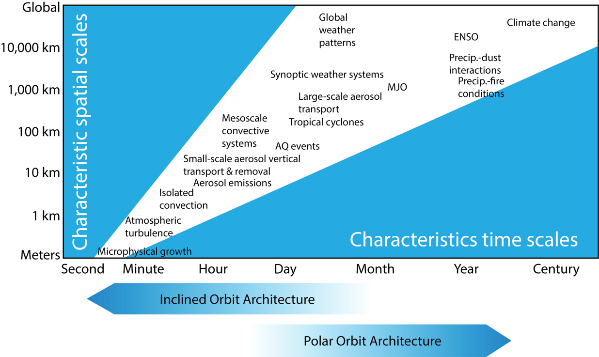 Global
10,000 km
1,000 km
100 km
10 km
1 km
Meters
Characteristic spatial scales
Global
weather
patterns
Climate change
ENSO
Precip.-dust
interactions
Precip.-fire
conditions
Synoptic weather systems
MJO
Large-scale aerosol
transport
Tropical cyclones
Mesoscale
convective
systems
AQ events
Small-scale aerosol vertical
transport & removal
Aerosol emissions
Isolated
convection
Atmospheric
turbulence
Microphysical growth
Characteristics time scales
Second
Minute
Hour
Day
Month
Year
Century
Inclined Orbit Architecture
Polar Orbit Architecture